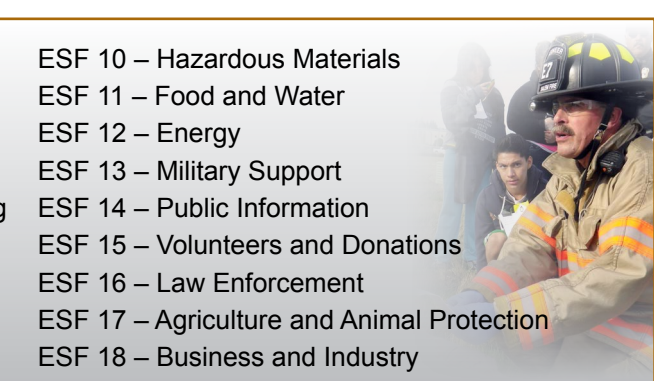 ESF 10 – Hazardous Materials
ESF 11 – Food and Water
ESF 12 – Energy
ESF 13 – Military Support
g ESF 14 – Public Information
ESF 15 – Volunteers and Donations
ESF 16 – Law Enforcement
ESF 17 – Agriculture and Animal Protection
ESF 18 – Business and Industry